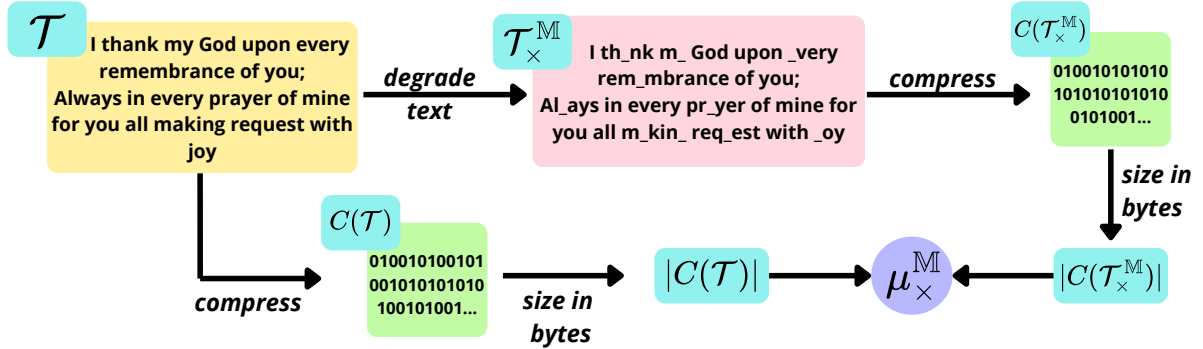 𝒯
I thank my God upon every
remembrance of you;
Always in every prayer of mine
for you all making request with
joy
degrade
text
𝒯×^𝕄
I th_nk m_ God upon _very
rem_mbrance of you;
Al_ays in every pr_yer of mine for
you all m_kin_ req_est with _oy
compress
C(𝒯×^𝕄)
010010101010
101010101010
0101001...
size in
bytes
compress
C(𝒯)
010010100101
001010101010
100101001...
size in
bytes
|C(𝒯)|
μ×^𝕄
|C(𝒯×^𝕄)|